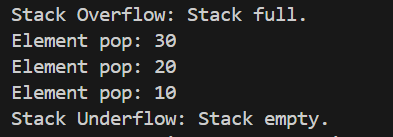 Stack Overflow: Stack full.
Element pop: 30
Element pop: 20
Element pop: 10
Stack Underflow: Stack empty.